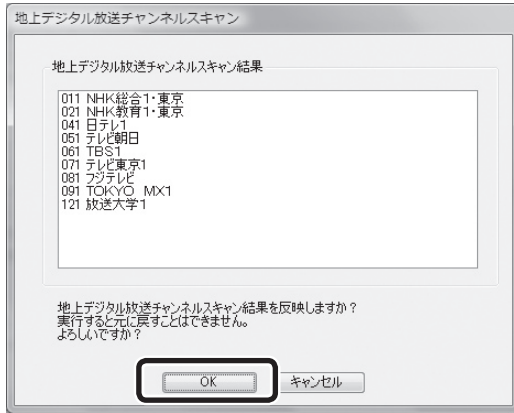 地上デジタル放送チャンネルスキャン
地上デジタル放送チャンネルスキャン結果
011 NHK総合1・東京
021 NHK教育1・東京
041 日テレ1
051 テレビ朝日
061 TBS1
071 テレビ東京1
081 フジテレビ
091 TOKYO MX1
121 放送大学1
地上デジタル放送チャンネルスキャン結果を反映しますか？
実行すると元に戻すことはできません。
よろしいですか？
OK キャンセル